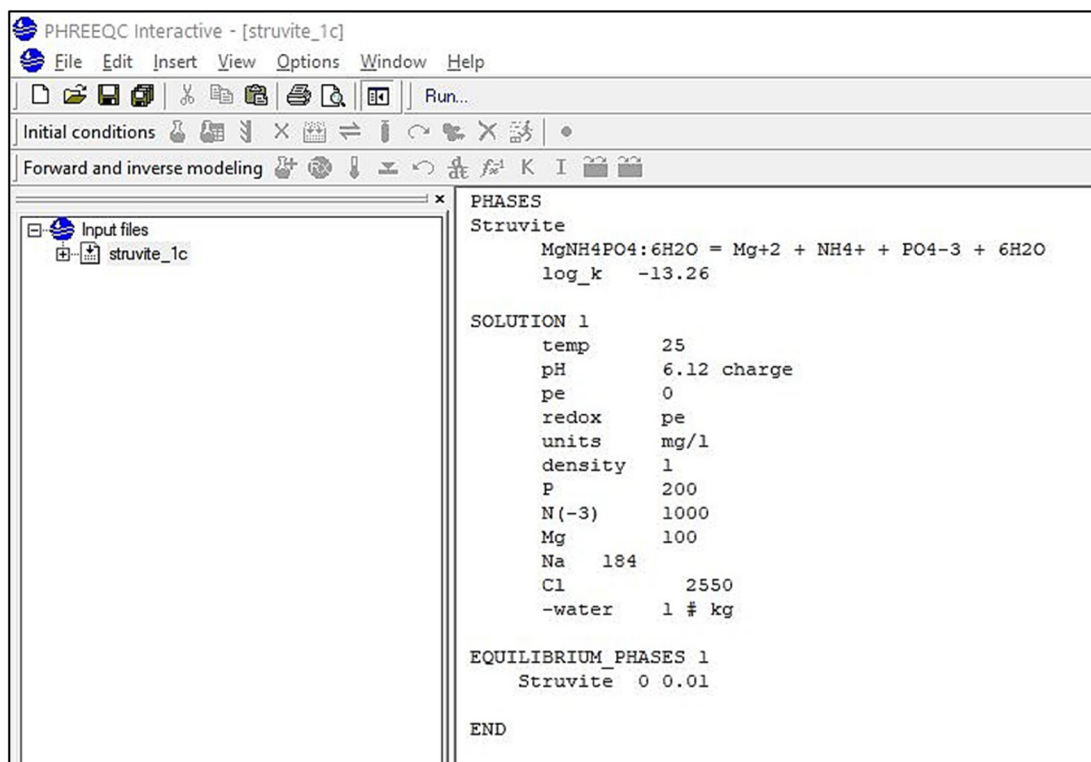 PHREEQC Interactive - [struvite_1c]
File Edit Insert View Options Window Help
Run...
Initial conditions
Forward and inverse modeling fx⁻¹ K I
Input files
struvite_1c
PHASES
Struvite
MgNH4PO4:6H2O = Mg+2 + NH4+ + PO4-3 + 6H2O
log_k -13.26
SOLUTION 1
temp 25
pH 6.12 charge
pe 0
redox pe
units mg/l
density 1
P 200
N(-3) 1000
Mg 100
Na 184
Cl 2550
-water 1 # kg
EQUILIBRIUM_PHASES 1
Struvite 0 0.01
END